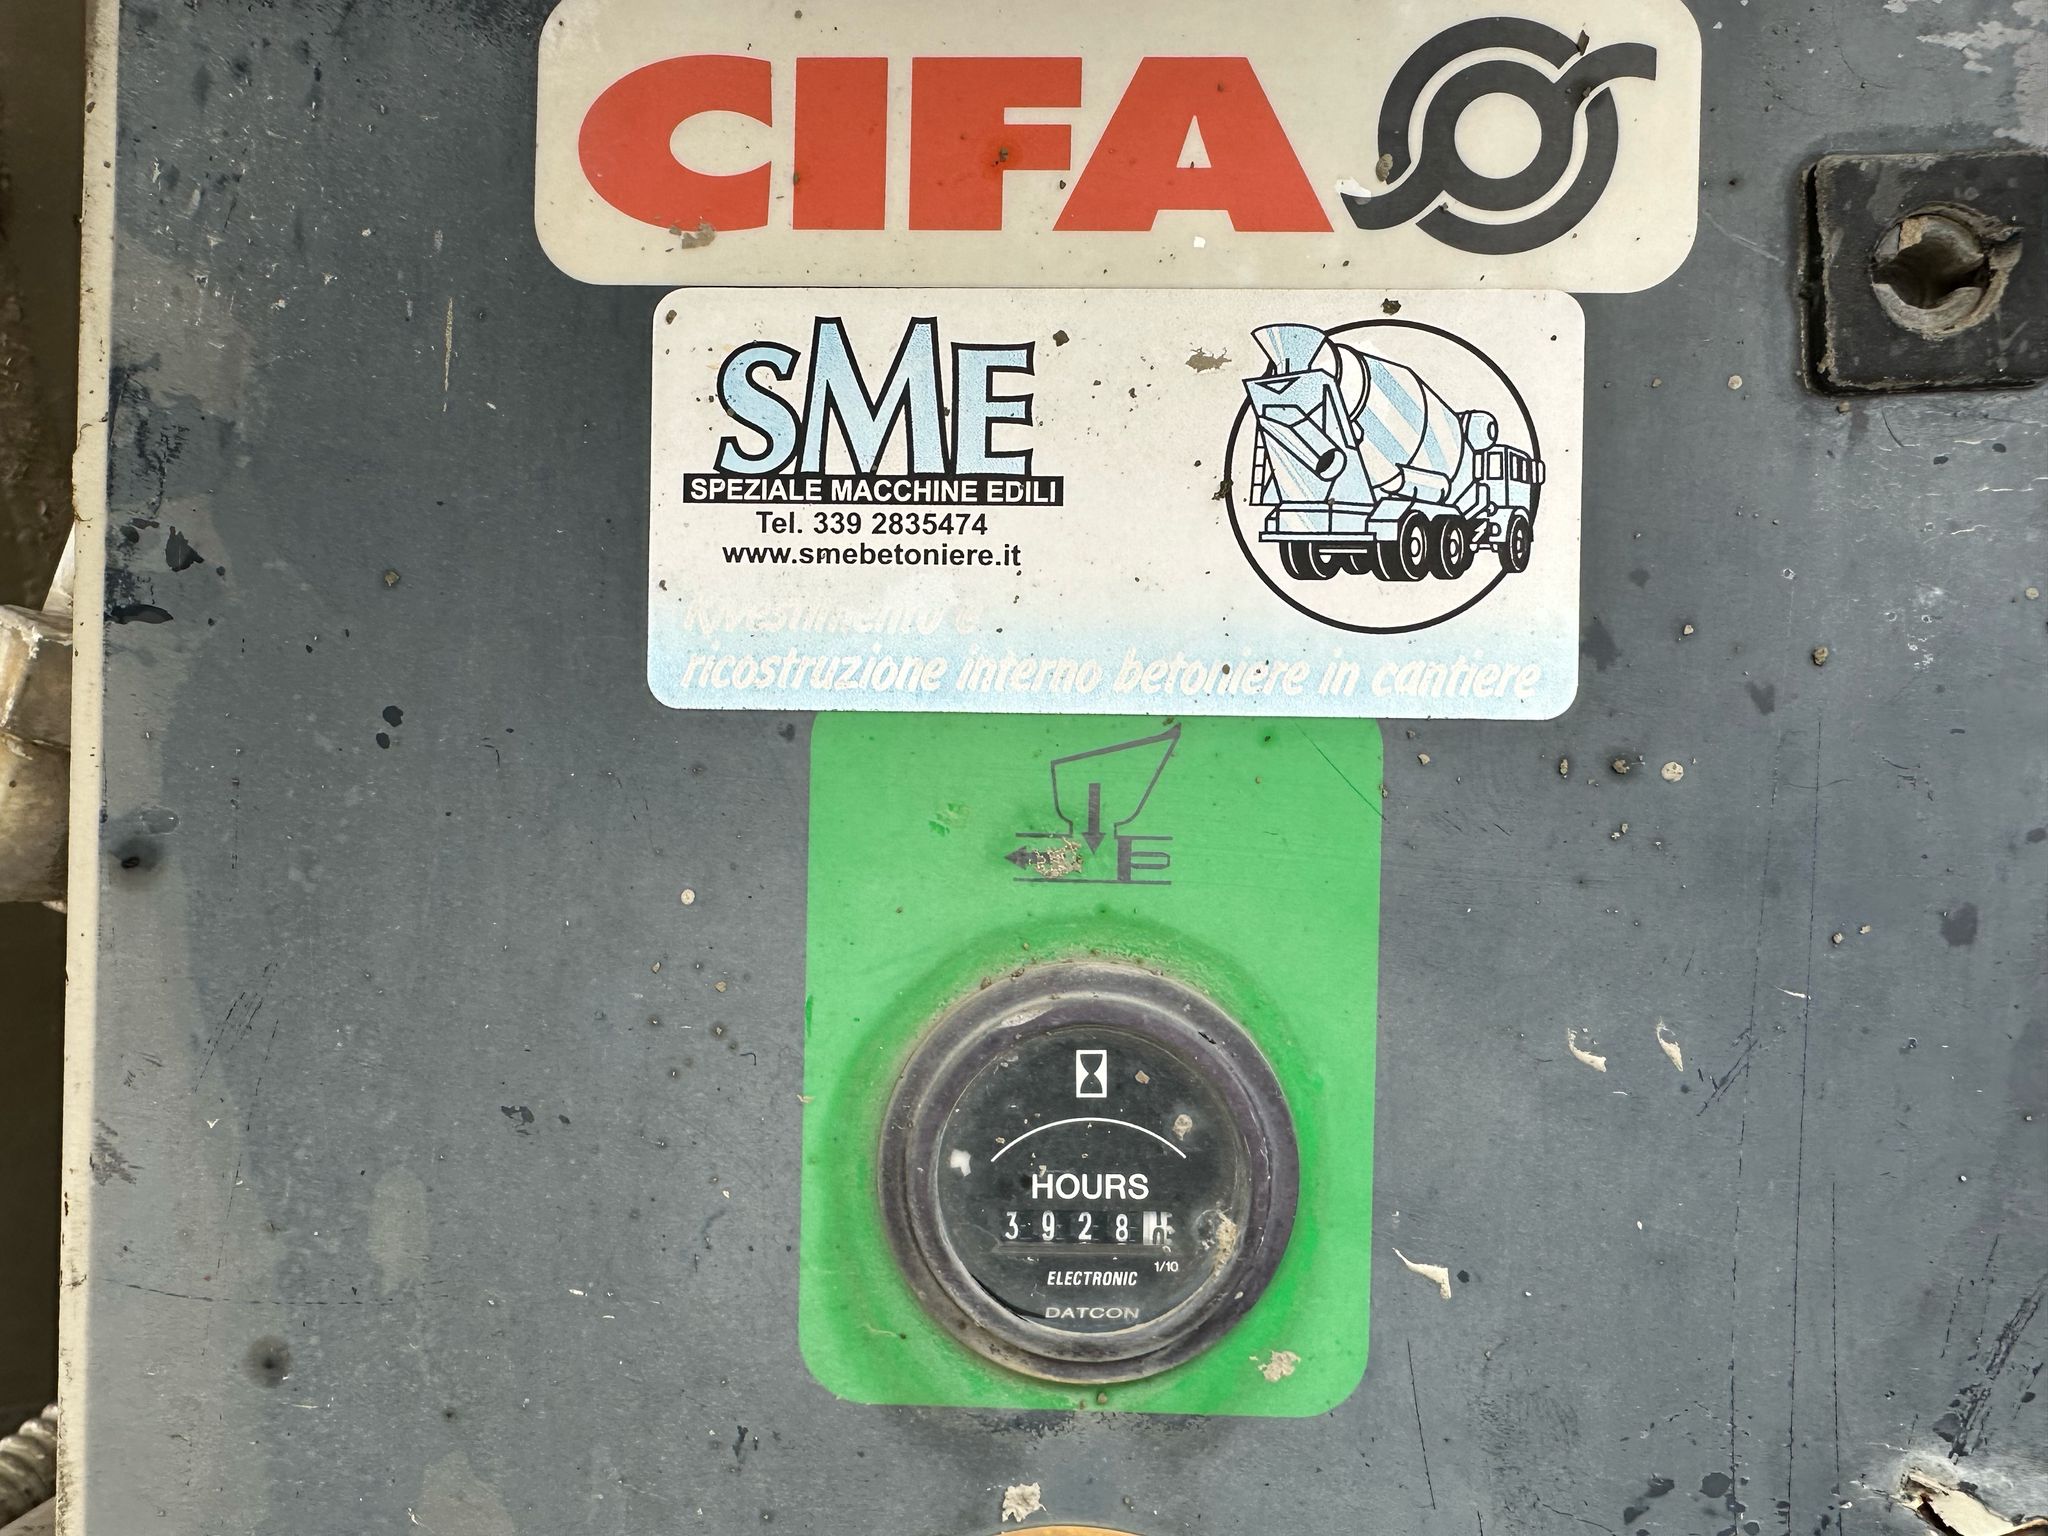 CIFA
SME
SPEZIALE MACCHINE EDILI
Tel. 339 2835474
www.smebetoniere.it
Rivestimento e
ricostruzione interno betoniere in cantiere
HOURS
3928
1/10
ELECTRONIC
DATCON